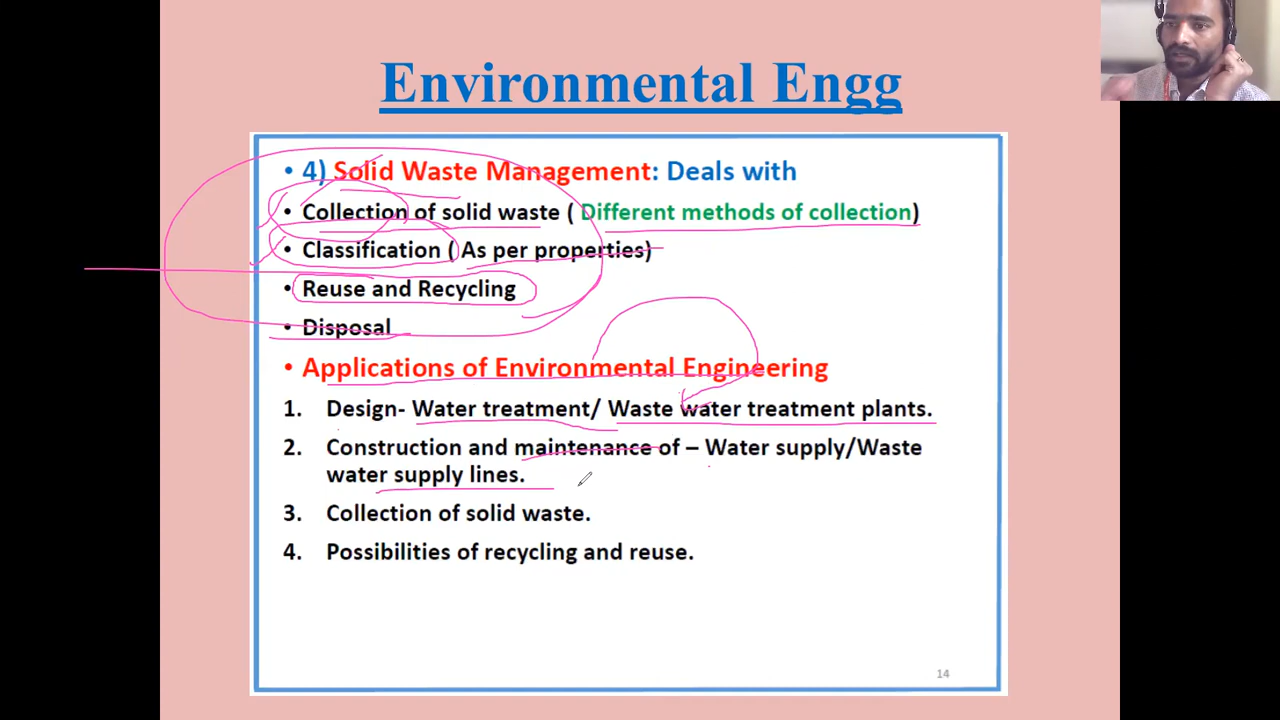 Environmental Engg
• 4) Solid Waste Management: Deals with
• Collection of solid waste ( Different methods of collection)
• Classification ( As per properties)
• Reuse and Recycling
• Disposal
• Applications of Environmental Engineering
1. Design- Water treatment/ Waste water treatment plants.
2. Construction and maintenance of – Water supply/Waste
water supply lines.
3. Collection of solid waste.
4. Possibilities of recycling and reuse.
14